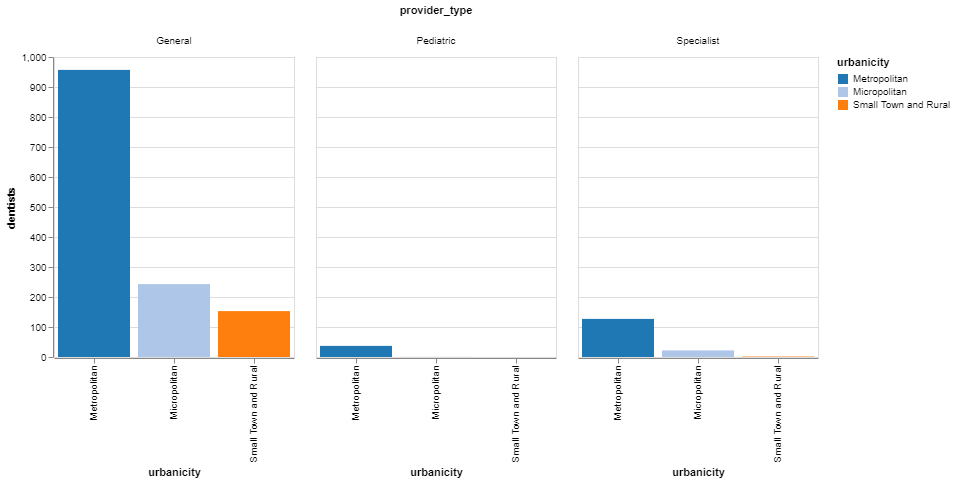 provider_type
General
Pediatric
Specialist
urbanicity
Metropolitan
Micropolitan
Small Town and Rural
dentists
1,000
900
800
700
600
500
400
300
200
100
0
Metropolitan
Micropolitan
Small Town and Rural
Metropolitan
Micropolitan
Small Town and Rural
Metropolitan
Micropolitan
Small Town and Rural
urbanicity
urbanicity
urbanicity